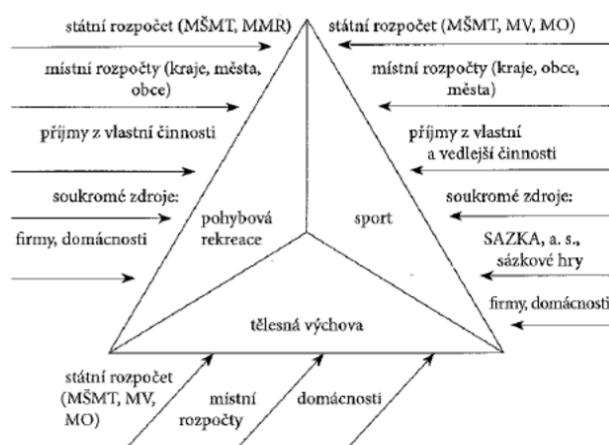 státní rozpočet (MŠMT, MMR)
místní rozpočty (kraje, města,
obce)
příjmy z vlastní činnosti
soukromé zdroje:
firmy, domácnosti
pohybová
rekreace
sport
státní rozpočet (MŠMT, MV, MO)
místní rozpočty (kraje, obce,
města)
příjmy z vlastní
a vedlejší činnosti
soukromé zdroje:
SAZKA, a. s.,
sázkové hry
firmy, domácnosti
tělesná výchova
státní rozpočet
(MŠMT, MV,
MO)
místní
rozpočty
domácnosti